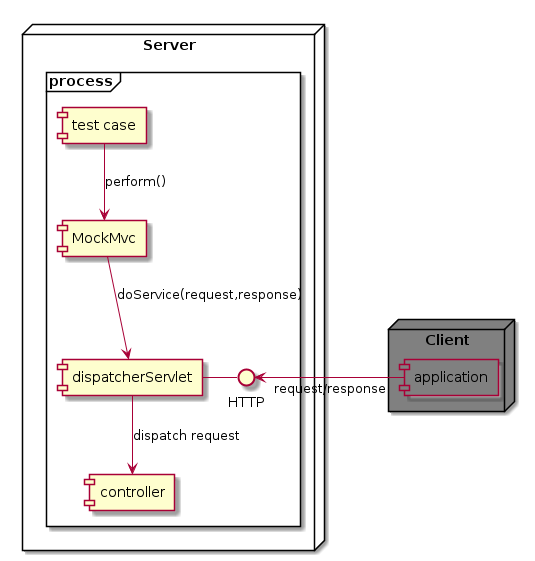 Server
process
test case
perform()
MockMvc
doService(request,response)
Client
dispatcherServlet
application
request/response
HTTP
dispatch request
controller